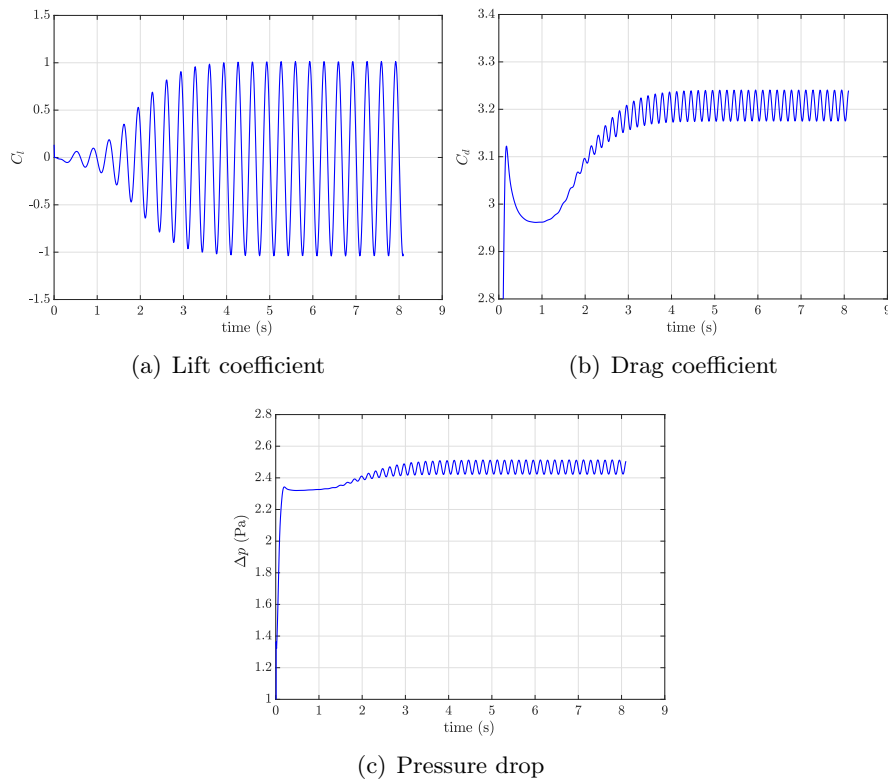 1.5
1
0.5
0
-0.5
-1
-1.5
C_l
0 1 2 3 4 5 6 7 8 9
time (s)
(a) Lift coefficient
3.4
3.3
3.2
3.1
3
2.9
2.8
C_d
0 1 2 3 4 5 6 7 8 9
time (s)
(b) Drag coefficient
2.8
2.6
2.4
2.2
2
1.8
1.6
1.4
1.2
1
Δp (Pa)
0 1 2 3 4 5 6 7 8 9
time (s)
(c) Pressure drop